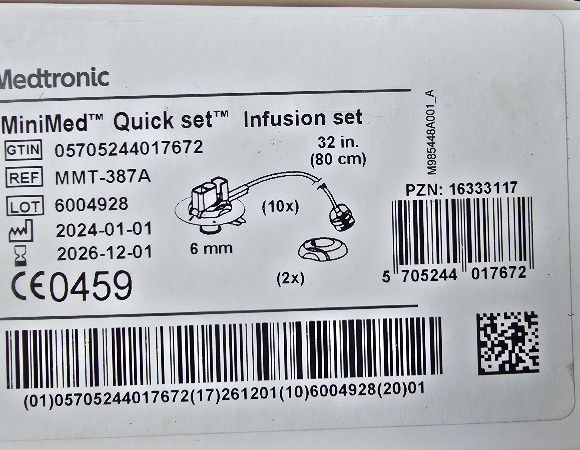 Medtronic
MiniMed™ Quick set™ Infusion set
GTIN 05705244017672
32 in.
(80 cm)
REF MMT-387A
LOT 6004928
(10x)
2024-01-01
6 mm
2026-12-01
(2x)
CE0459
M985448A001_A
PZN: 16333117
5 705244 017672
(01)05705244017672(17)261201(10)6004928(20)01